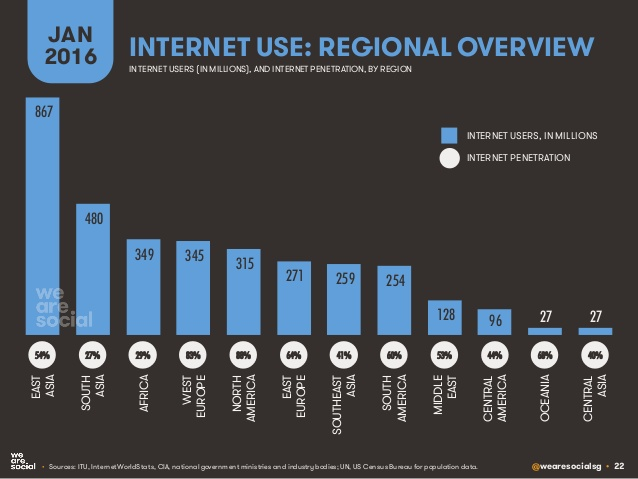 JAN
2016
INTERNET USE: REGIONAL OVERVIEW
INTERNET USERS (IN MILLIONS), AND INTERNET PENETRATION, BY REGION
INTERNET USERS, IN MILLIONS
INTERNET PENETRATION
867
480
349
345
315
271
259
254
128
96
27
27
we
are
social
54%
27%
29%
83%
88%
64%
41%
60%
53%
44%
68%
40%
EAST
ASIA
SOUTH
ASIA
AFRICA
WEST
EUROPE
NORTH
AMERICA
EAST
EUROPE
SOUTHEAST
ASIA
SOUTH
AMERICA
MIDDLE
EAST
CENTRAL
AMERICA
OCEANIA
CENTRAL
ASIA
we
are
social
• Sources: ITU, InternetWorldStats, CIA, national government ministries and industry bodies; UN, US Census Bureau for population data.
@wearesocialsg • 22